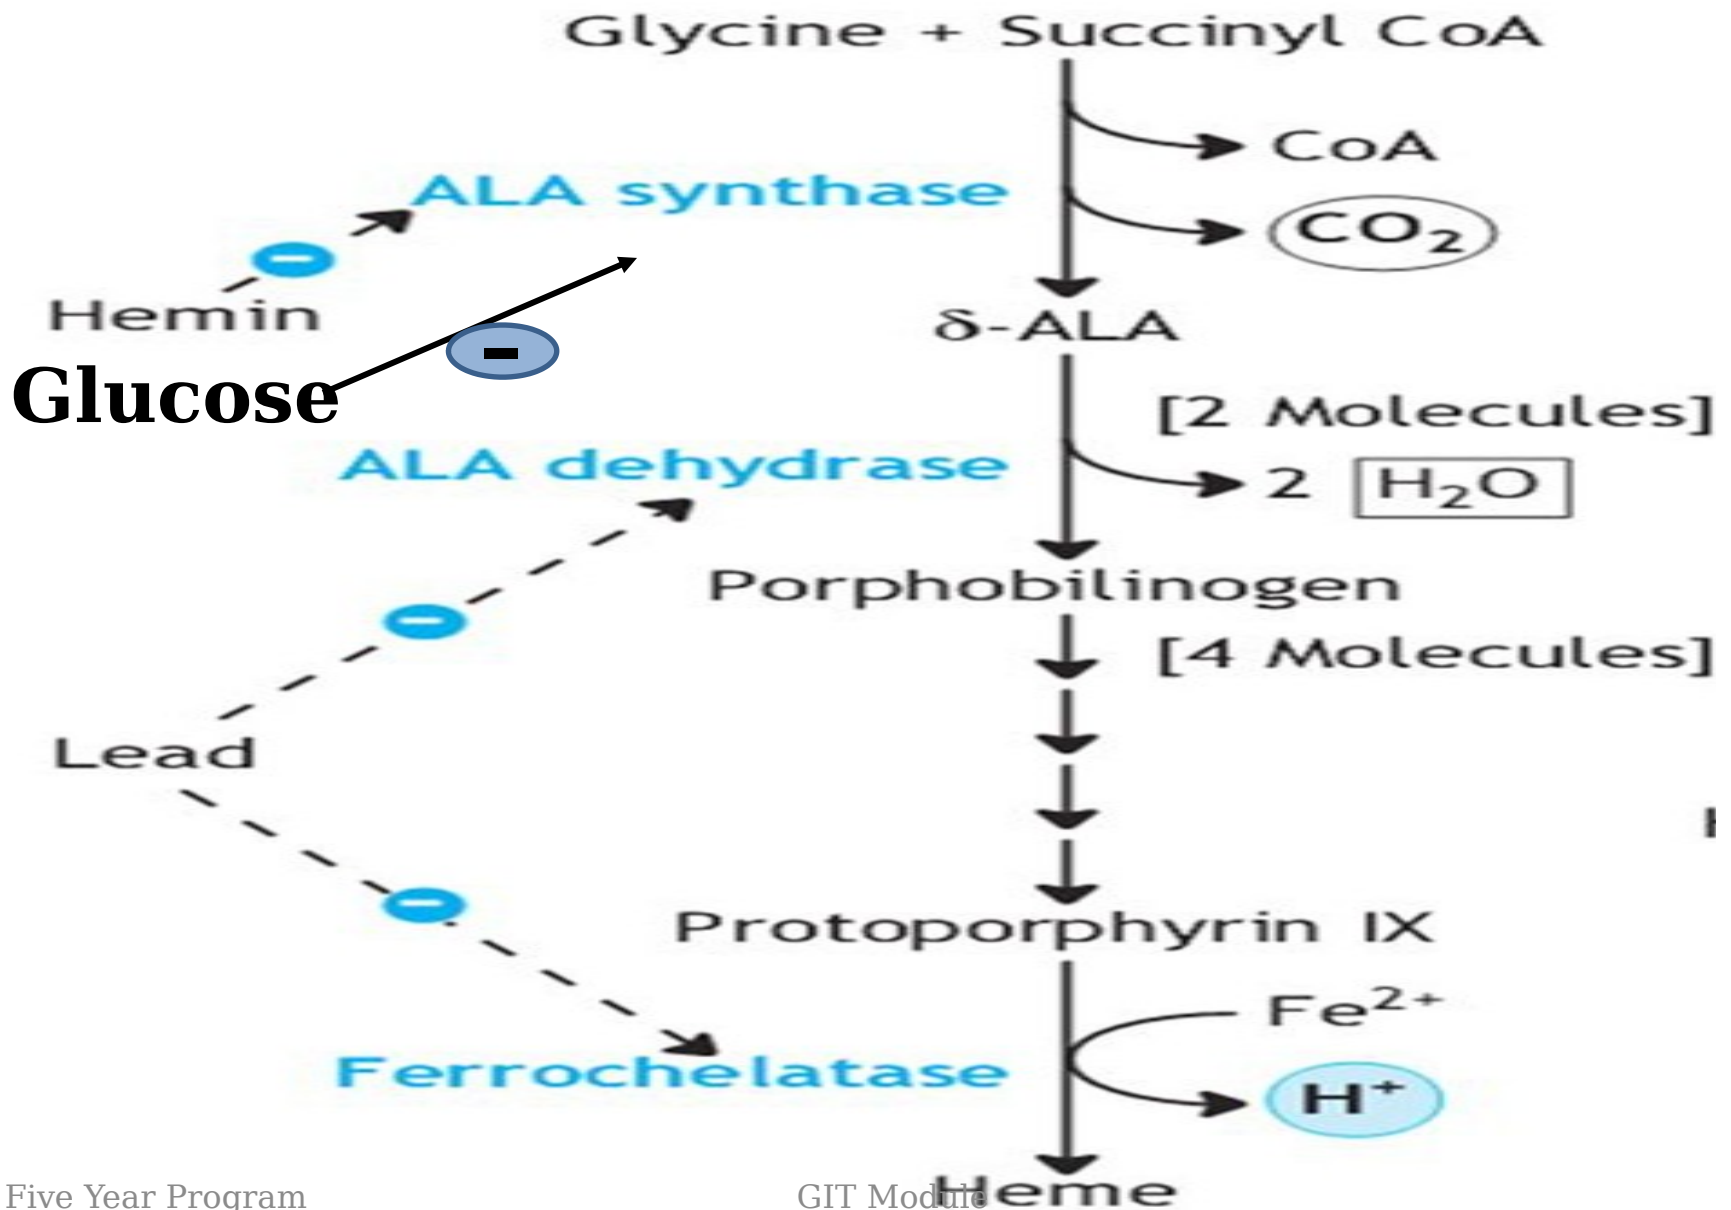 Glycine + Succinyl CoA
CoA
ALA synthase
CO₂
Hemin
δ-ALA
Glucose
-
[2 Molecules]
ALA dehydrase
2 H₂O
Porphobilinogen
[4 Molecules]
Lead
Protoporphyrin IX
Fe²⁺
Ferrochelatase
H⁺
Heme
Five Year Program
GIT Module